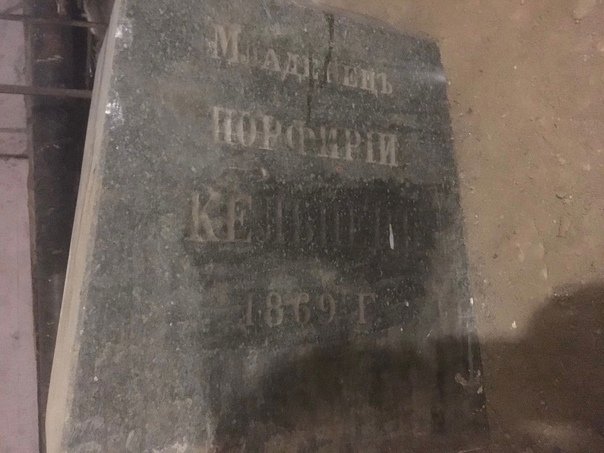 Младенецъ
Порфирій
1869 г